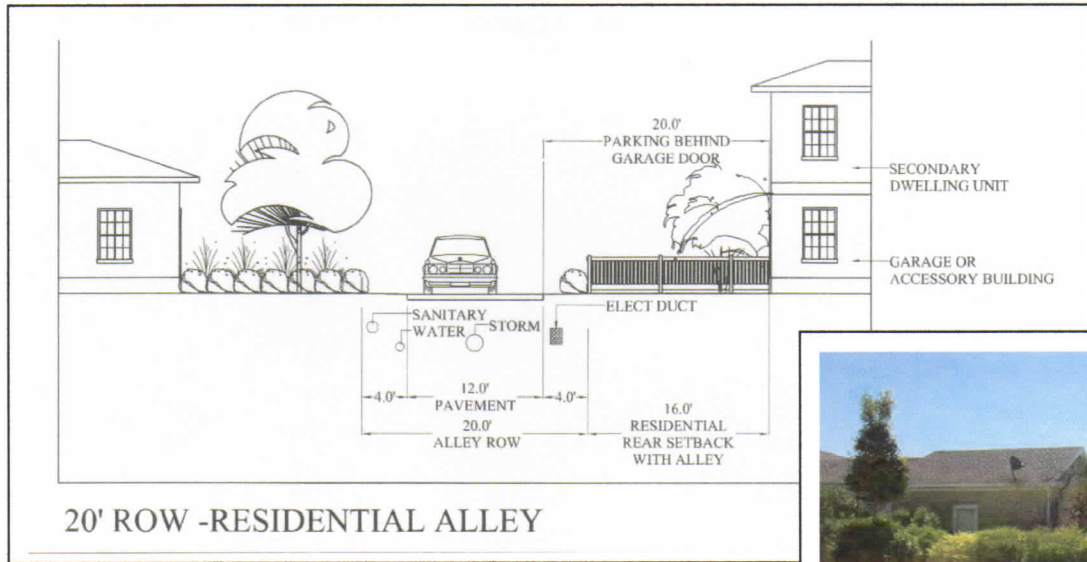 20.0'
PARKING BEHIND
GARAGE DOOR
SECONDARY
DWELLING UNIT
GARAGE OR
ACCESSORY BUILDING
ELECT DUCT
SANITARY
WATER
STORM
4.0'
12.0'
PAVEMENT
4.0'
20.0'
ALLEY ROW
16.0'
RESIDENTIAL
REAR SETBACK
WITH ALLEY
20' ROW -RESIDENTIAL ALLEY